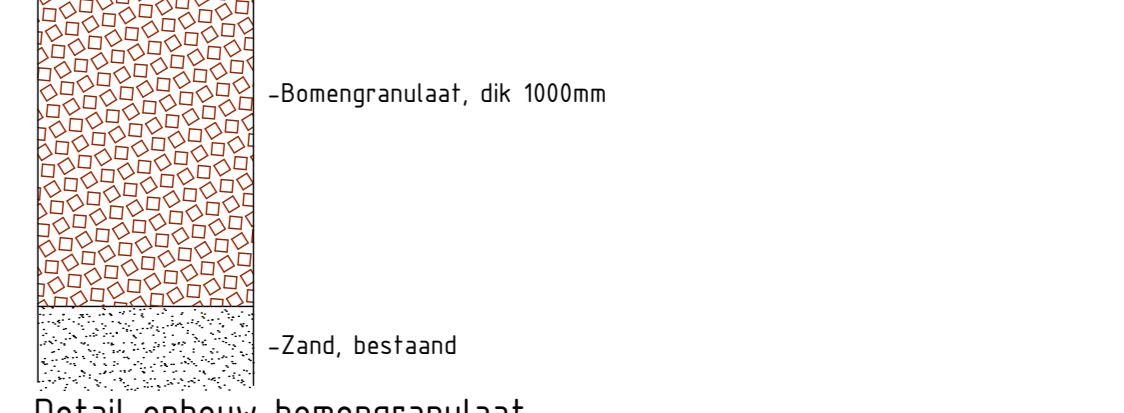 -Bomengranulaat, dik 1000mm
-Zand, bestaand
Detail opbouw bomengranulaat